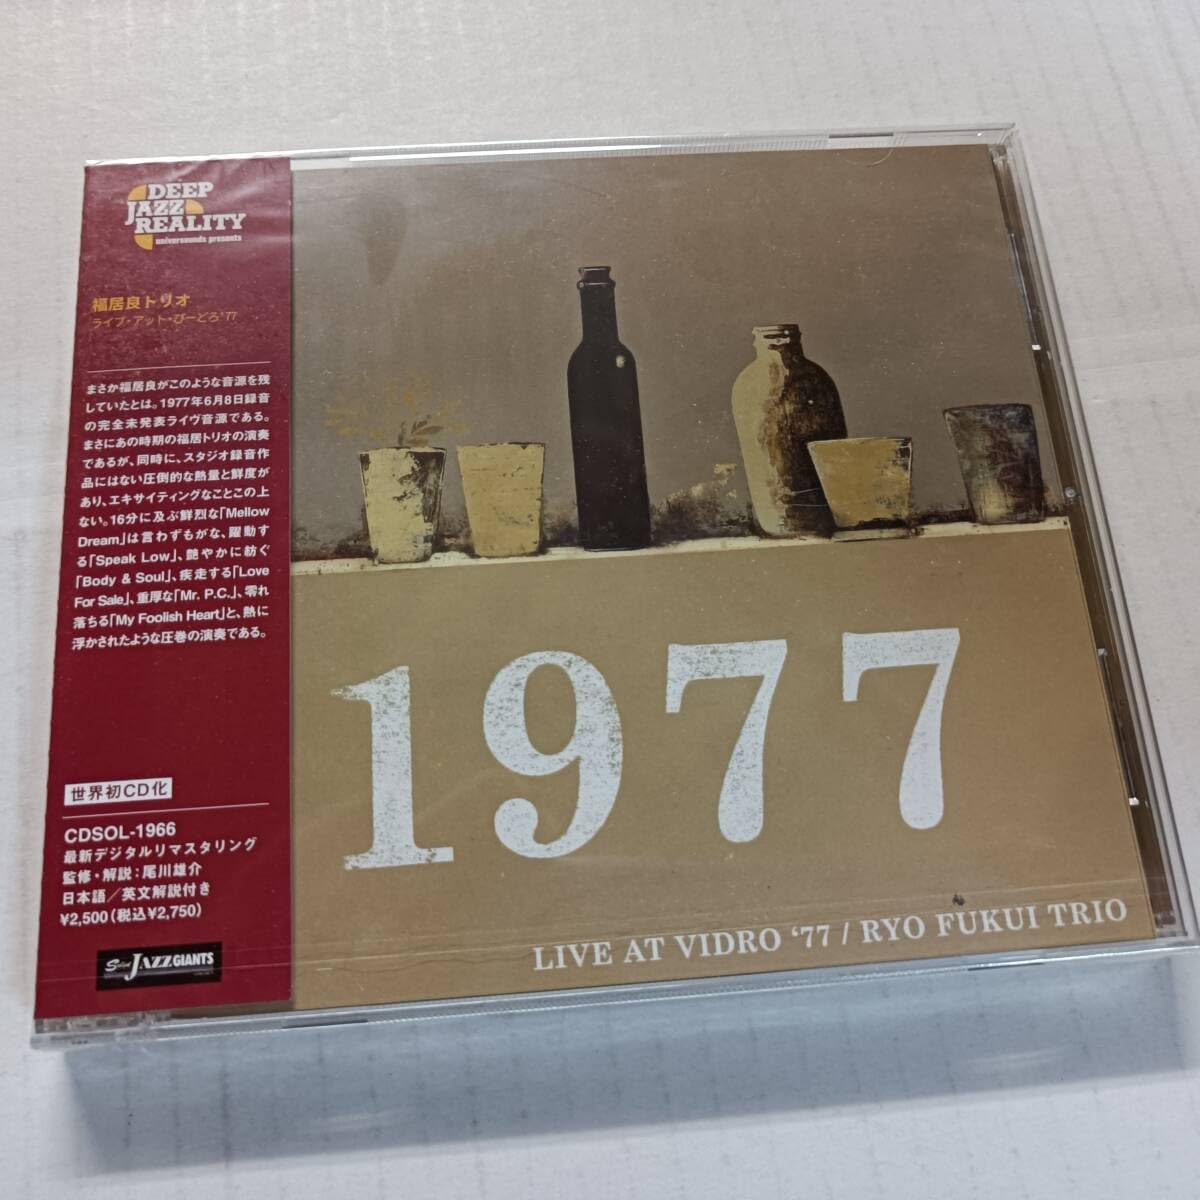 DEEP
JAZZ
REALITY
universounds presents
福居良トリオ
ライブ・アット・びーどろ'77
まさか福居良がこのような音源を残
していたとは。1977年6月8日録音
の完全未発表ライヴ音源である。
まさにあの時期の福居トリオの演奏
であるが、同時に、スタジオ録音作
品にはない圧倒的な熱量と鮮度が
あり、エキサイティングなことこの上
ない。16分に及ぶ鮮烈な「Mellow
Dream」は言わずもがな、躍動す
る「Speak Low」、艶やかに紡ぐ
「Body & Soul」、疾走する「Love
For Sale」、重厚な「Mr. P.C.」、零れ
落ちる「My Foolish Heart」と、熱に
浮かされたような圧巻の演奏である。
世界初CD化
CDSOL-1966
最新デジタルリマスタリング
監修・解説：尾川雄介
日本語／英文解説付き
¥2,500(税込¥2,750)
Solid JAZZ GIANTS
1977
LIVE AT VIDRO '77 / RYO FUKUI TRIO